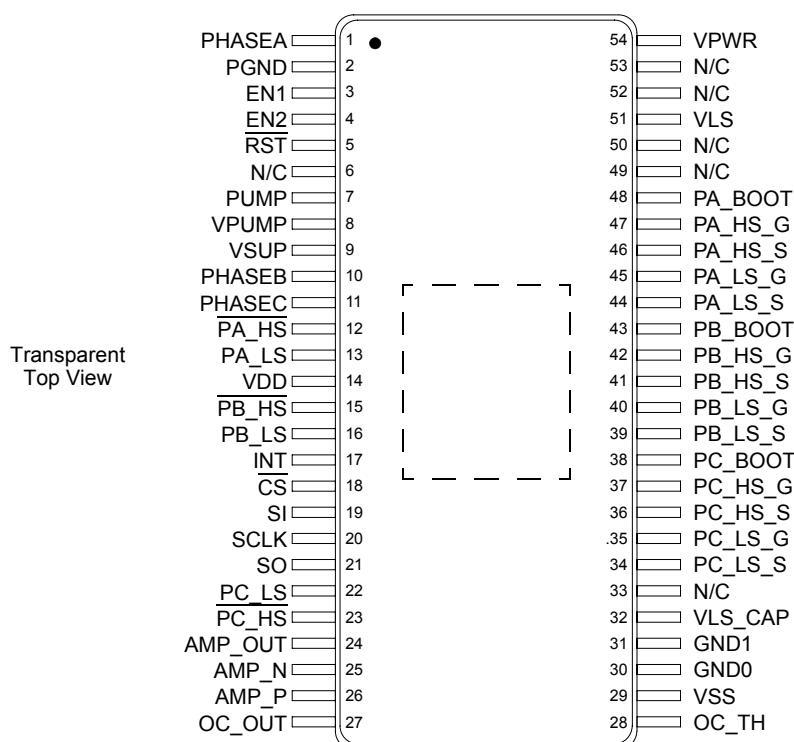 PHASEA 1 54 VPWR
PGND 2 53 N/C
EN1 3 52 N/C
EN2 4 51 VLS
RST 5 50 N/C
N/C 6 49 N/C
PUMP 7 48 PA_BOOT
VPUMP 8 47 PA_HS_G
VSUP 9 46 PA_HS_S
PHASEB 10 45 PA_LS_G
PHASEC 11 44 PA_LS_S
PA_HS 12 43 PB_BOOT
Transparent
Top View
PA_LS 13 42 PB_HS_G
VDD 14 41 PB_HS_S
PB_HS 15 40 PB_LS_G
PB_LS 16 39 PB_LS_S
INT 17 38 PC_BOOT
CS 18 37 PC_HS_G
SI 19 36 PC_HS_S
SCLK 20 .35 PC_LS_G
SO 21 34 PC_LS_S
PC_LS 22 33 N/C
PC_HS 23 32 VLS_CAP
AMP_OUT 24 31 GND1
AMP_N 25 30 GND0
AMP_P 26 29 VSS
OC_OUT 27 28 OC_TH